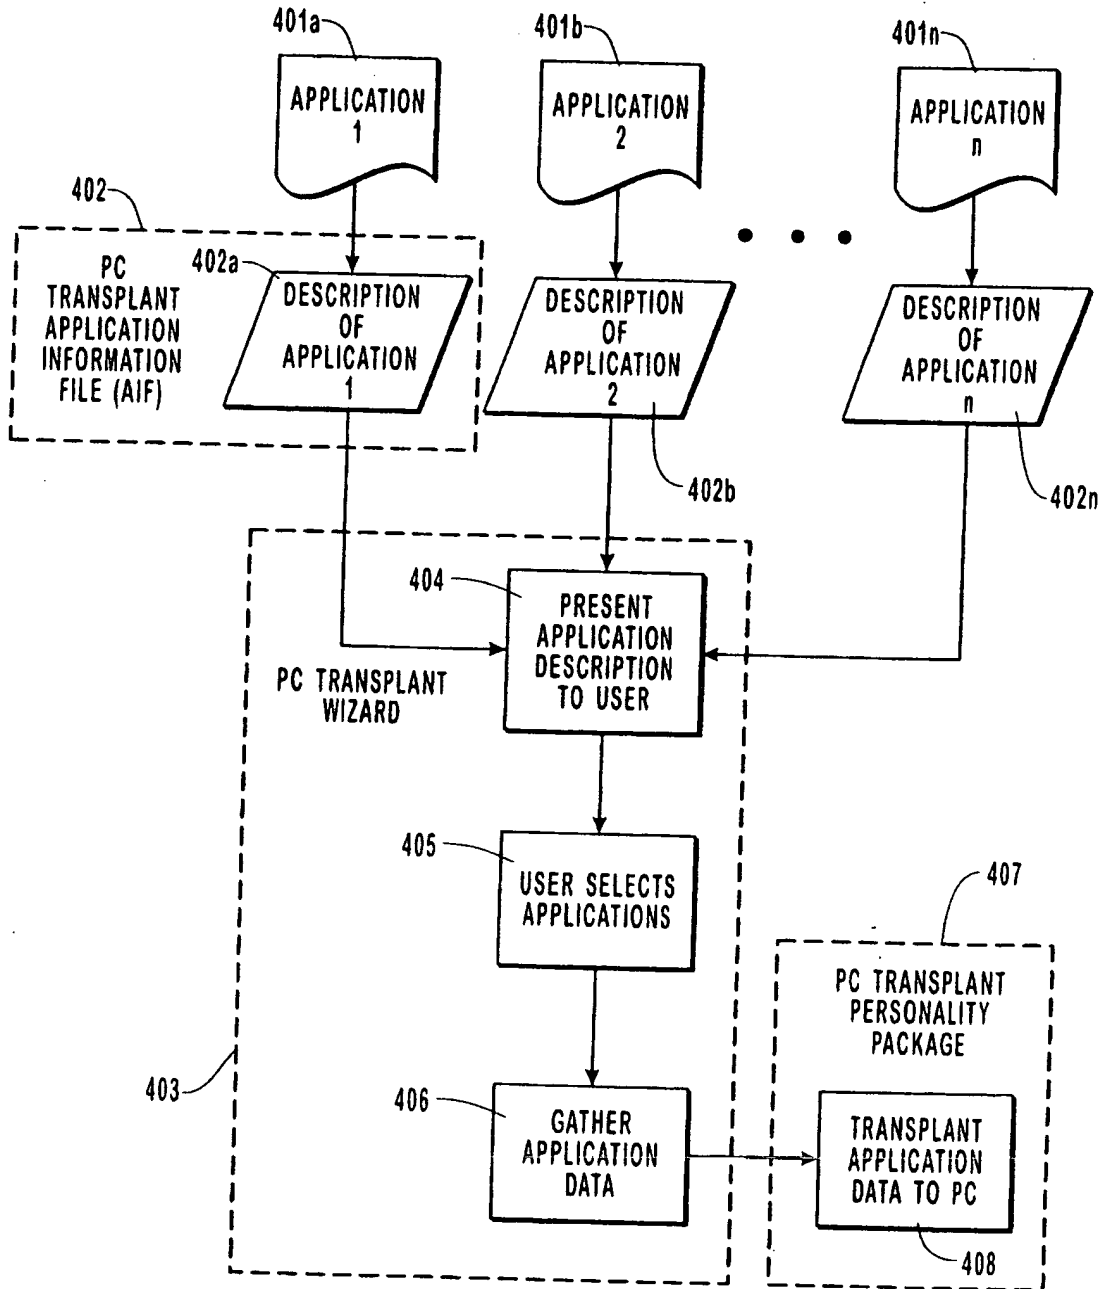 401a
401b
401n
APPLICATION
1
APPLICATION
2
APPLICATION
n
402
PC
TRANSPLANT
APPLICATION
INFORMATION
FILE (AIF)
402a
DESCRIPTION
OF
APPLICATION
1
DESCRIPTION
OF
APPLICATION
2
DESCRIPTION
OF
APPLICATION
n
402b
402n
404
PRESENT
APPLICATION
DESCRIPTION
TO USER
PC TRANSPLANT
WIZARD
405
USER SELECTS
APPLICATIONS
407
PC TRANSPLANT
PERSONALITY
PACKAGE
403
406
GATHER
APPLICATION
DATA
TRANSPLANT
APPLICATION
DATA TO PC
408